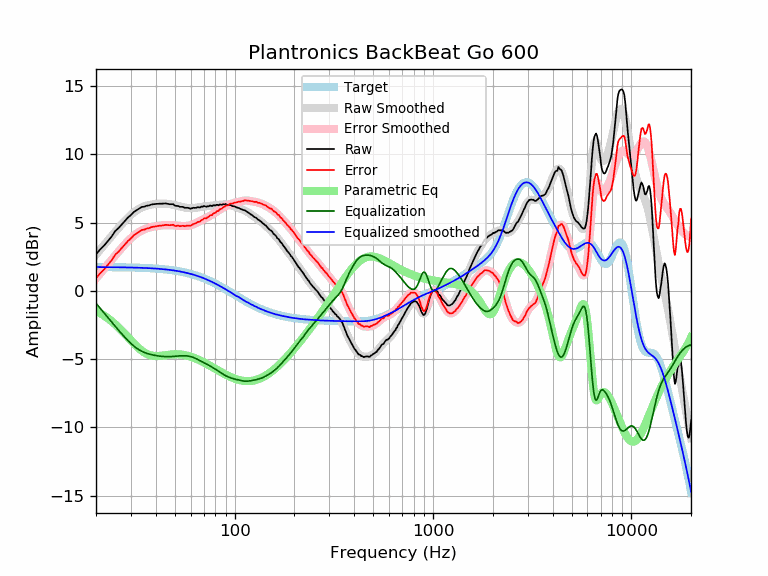 Plantronics BackBeat Go 600
Target
Raw Smoothed
Error Smoothed
Raw
Error
Parametric Eq
Equalization
Equalized smoothed
15
10
5
0
−5
−10
−15
Amplitude (dBr)
100 1000 10000
Frequency (Hz)